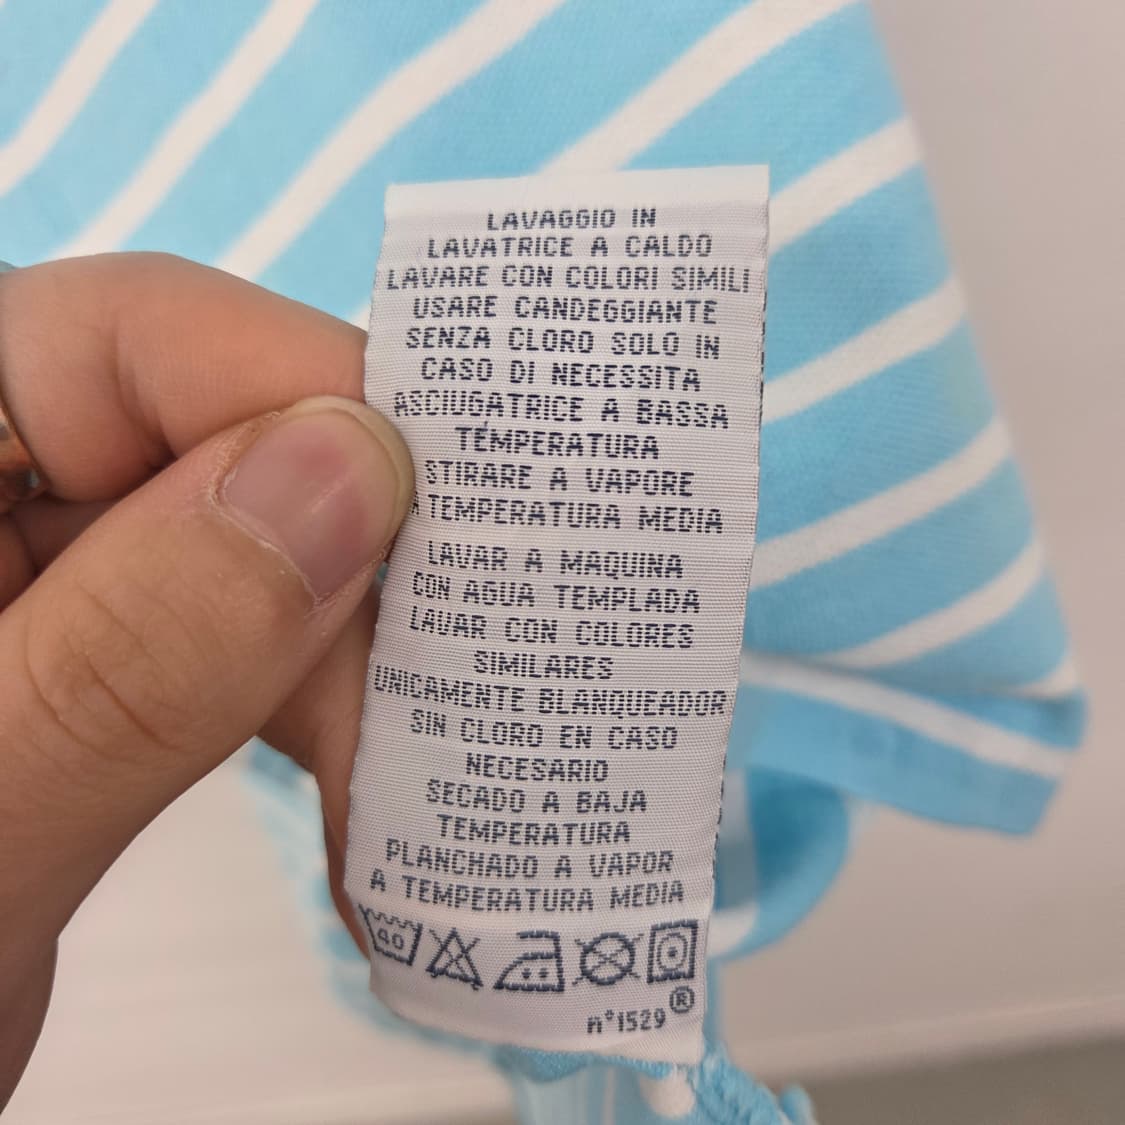 LAVAGGIO IN
LAVATRICE A CALDO
LAVARE CON COLORI SIMILI
USARE CANDEGGIANTE
SENZA CLORO SOLO IN
CASO DI NECESSITA
ASCIUGATRICE A BASSA
TEMPERATURA
STIRARE A VAPORE
A TEMPERATURA MEDIA
LAVAR A MAQUINA
CON AGUA TEMPLADA
LAVAR CON COLORES
SIMILARES
UNICAMENTE BLANQUEADOR
SIN CLORO EN CASO
NECESARIO
SECADO A BAJA
TEMPERATURA
PLANCHADO A VAPOR
A TEMPERATURA MEDIA
40
n°1529®